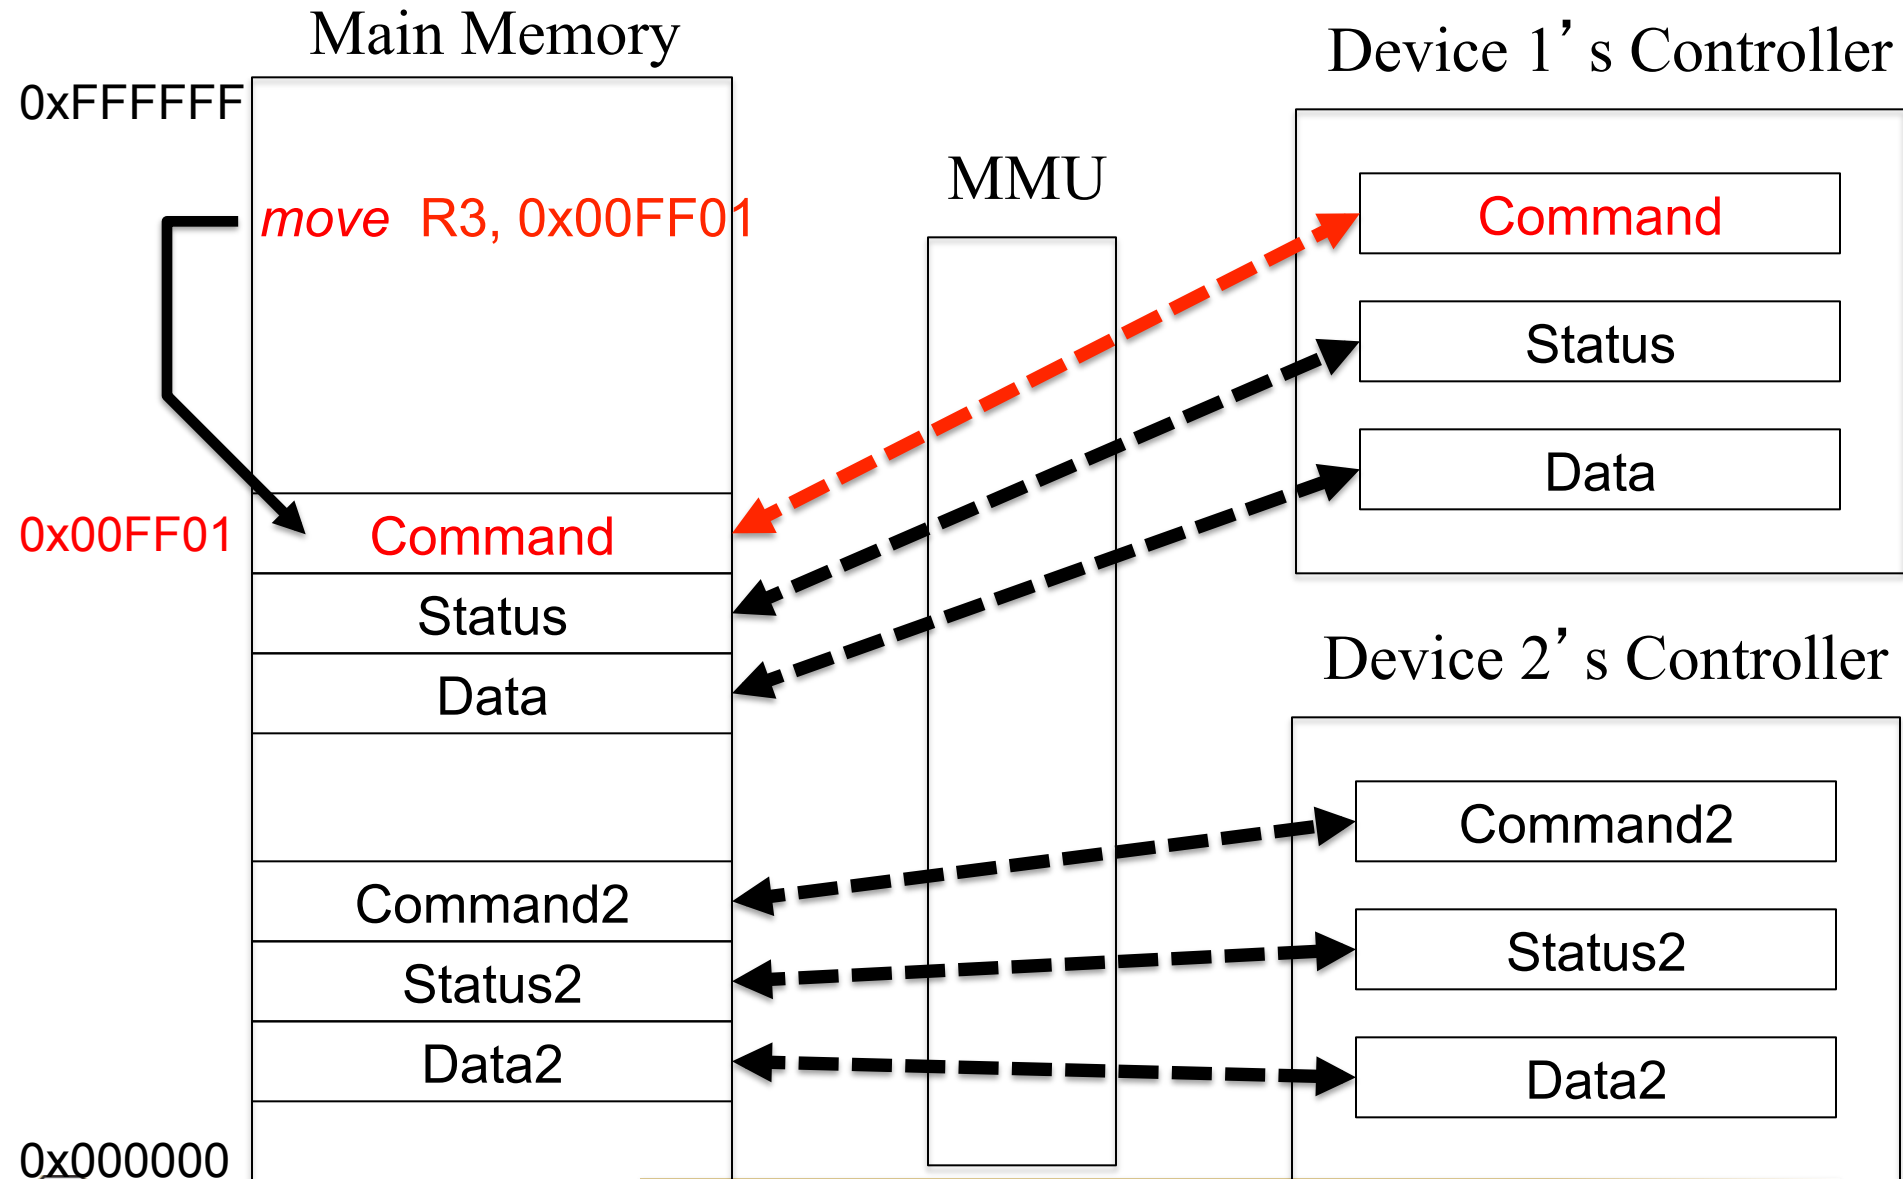 Main Memory
Device 1’s Controller
0xFFFFFF
MMU
move R3, 0x00FF01
Command
Status
Data
0x00FF01
Command
Status
Data
Device 2’s Controller
Command2
Status2
Data2
Command2
Status2
Data2
0x000000